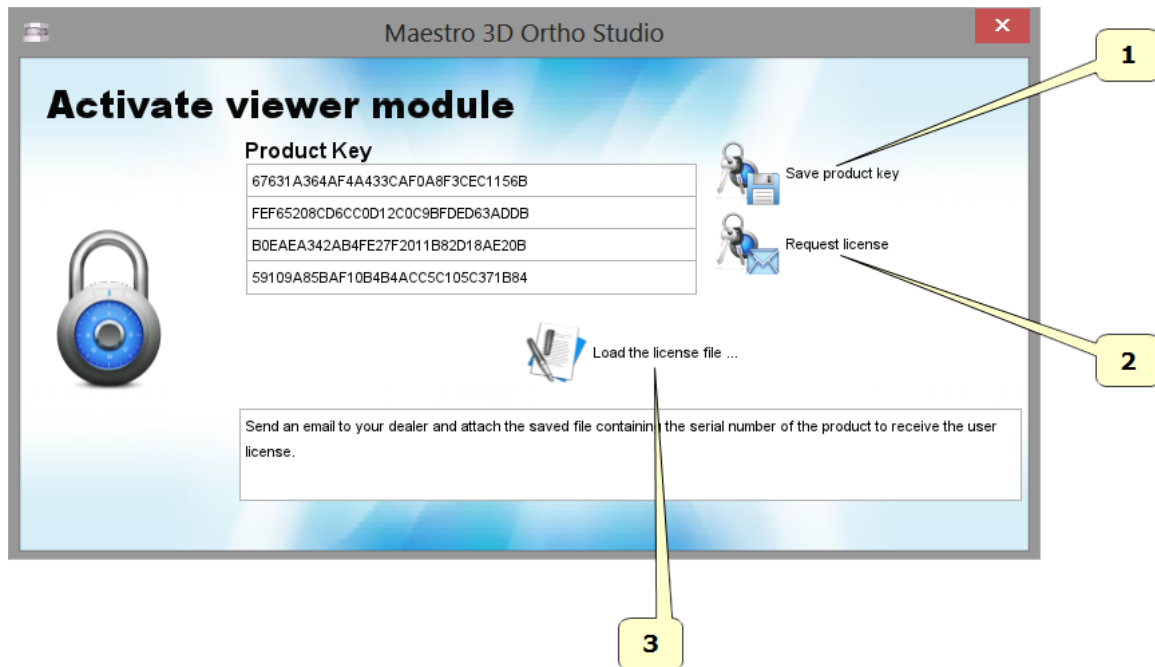 Maestro 3D Ortho Studio
1
Activate viewer module
Product Key
67631A364AF4A433CAF0A8F3CEC1156B
Save product key
FEF65208CD6CC0D12C0C9BFDED63ADDB
B0EAEA342AB4FE27F2011B82D18AE20B
Request license
59109A85BAF10B4B4ACC5C105C371B84
2
Load the license file ...
Send an email to your dealer and attach the saved file containing the serial number of the product to receive the user
license.
3